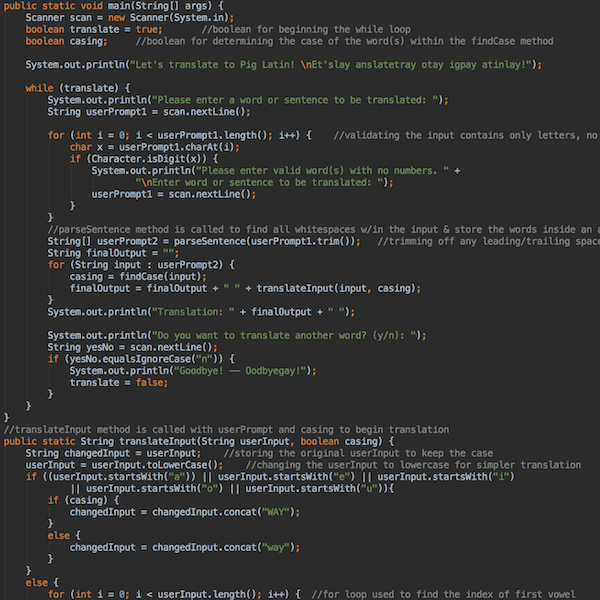 public static void main(String[] args) {
Scanner scan = new Scanner(System.in);
boolean translate = true; //boolean for beginning the while loop
boolean casing; //boolean for determining the case of the word(s) within the findCase method
System.out.println("Let's translate to Pig Latin! \nEt'slay anslatetray otay igpay atinlay!");
while (translate) {
System.out.println("Please enter a word or sentence to be translated: ");
String userPrompt1 = scan.nextLine();
for (int i = 0; i < userPrompt1.length(); i++) { //validating the input contains only letters, no
char x = userPrompt1.charAt(i);
if (Character.isDigit(x)) {
System.out.println("Please enter valid word(s) with no numbers. " +
"\nEnter word or sentence to be translated: ");
userPrompt1 = scan.nextLine();
}
}
//parseSentence method is called to find all whitespaces w/in the input & store the words inside an a
String[] userPrompt2 = parseSentence(userPrompt1.trim()); //trimming off any leading/trailing space
String finalOutput = "";
for (String input : userPrompt2) {
casing = findCase(input);
finalOutput = finalOutput + " " + translateInput(input, casing);
}
System.out.println("Translation: " + finalOutput + " ");
System.out.println("Do you want to translate another word? (y/n): ");
String yesNo = scan.nextLine();
if (yesNo.equalsIgnoreCase("n")) {
System.out.println("Goodbye! —— Oodbyegay!");
translate = false;
}
}
}
//translateInput method is called with userPrompt and casing to begin translation
public static String translateInput(String userInput, boolean casing) {
String changedInput = userInput; //storing the original userInput to keep the case
userInput = userInput.toLowerCase(); //changing the userInput to lowercase for simpler translation
if ((userInput.startsWith("a")) || userInput.startsWith("e") || userInput.startsWith("i")
|| userInput.startsWith("o") || userInput.startsWith("u")){
if (casing) {
changedInput = changedInput.concat("WAY");
}
else {
changedInput = changedInput.concat("way");
}
}
else {
for (int i = 0; i < userInput.length(); i++) { //for loop used to find the index of first vowel